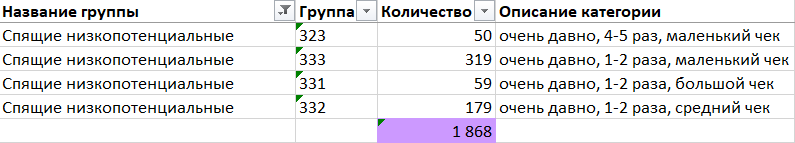 Название группы Группа Количество Описание категории
Спящие низкопотенциальные 323 50 очень давно, 4-5 раз, маленький чек
Спящие низкопотенциальные 333 319 очень давно, 1-2 раза, маленький чек
Спящие низкопотенциальные 331 59 очень давно, 1-2 раза, большой чек
Спящие низкопотенциальные 332 179 очень давно, 1-2 раза, средний чек
1 868